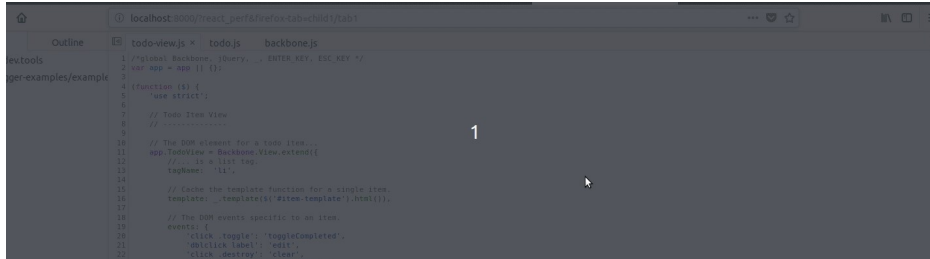 localhost:8000/?react_perf&firefox-tab=child1/tab1
Outline
todo-view.js × todo.js backbone.js
dev.tools
gger-examples/example
1 /*global Backbone, jQuery, _, ENTER_KEY, ESC_KEY */
2 var app = app || {};
3
4 (function ($) {
5 'use strict';
6
7 // Todo Item View
8 // --------------
9
10 // The DOM element for a todo item...
11 app.TodoView = Backbone.View.extend({
12 //... is a list tag.
13 tagName: 'li',
14
15 // Cache the template function for a single item.
16 template: _.template($('#item-template').html()),
17
18 // The DOM events specific to an item.
19 events: {
20 'click .toggle': 'toggleCompleted',
21 'dblclick label': 'edit',
22 'click .destroy': 'clear',
1